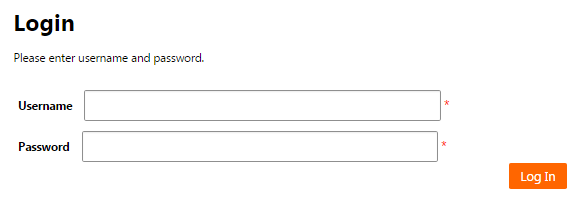 Login
Please enter username and password.
Username *
Password *
Log In